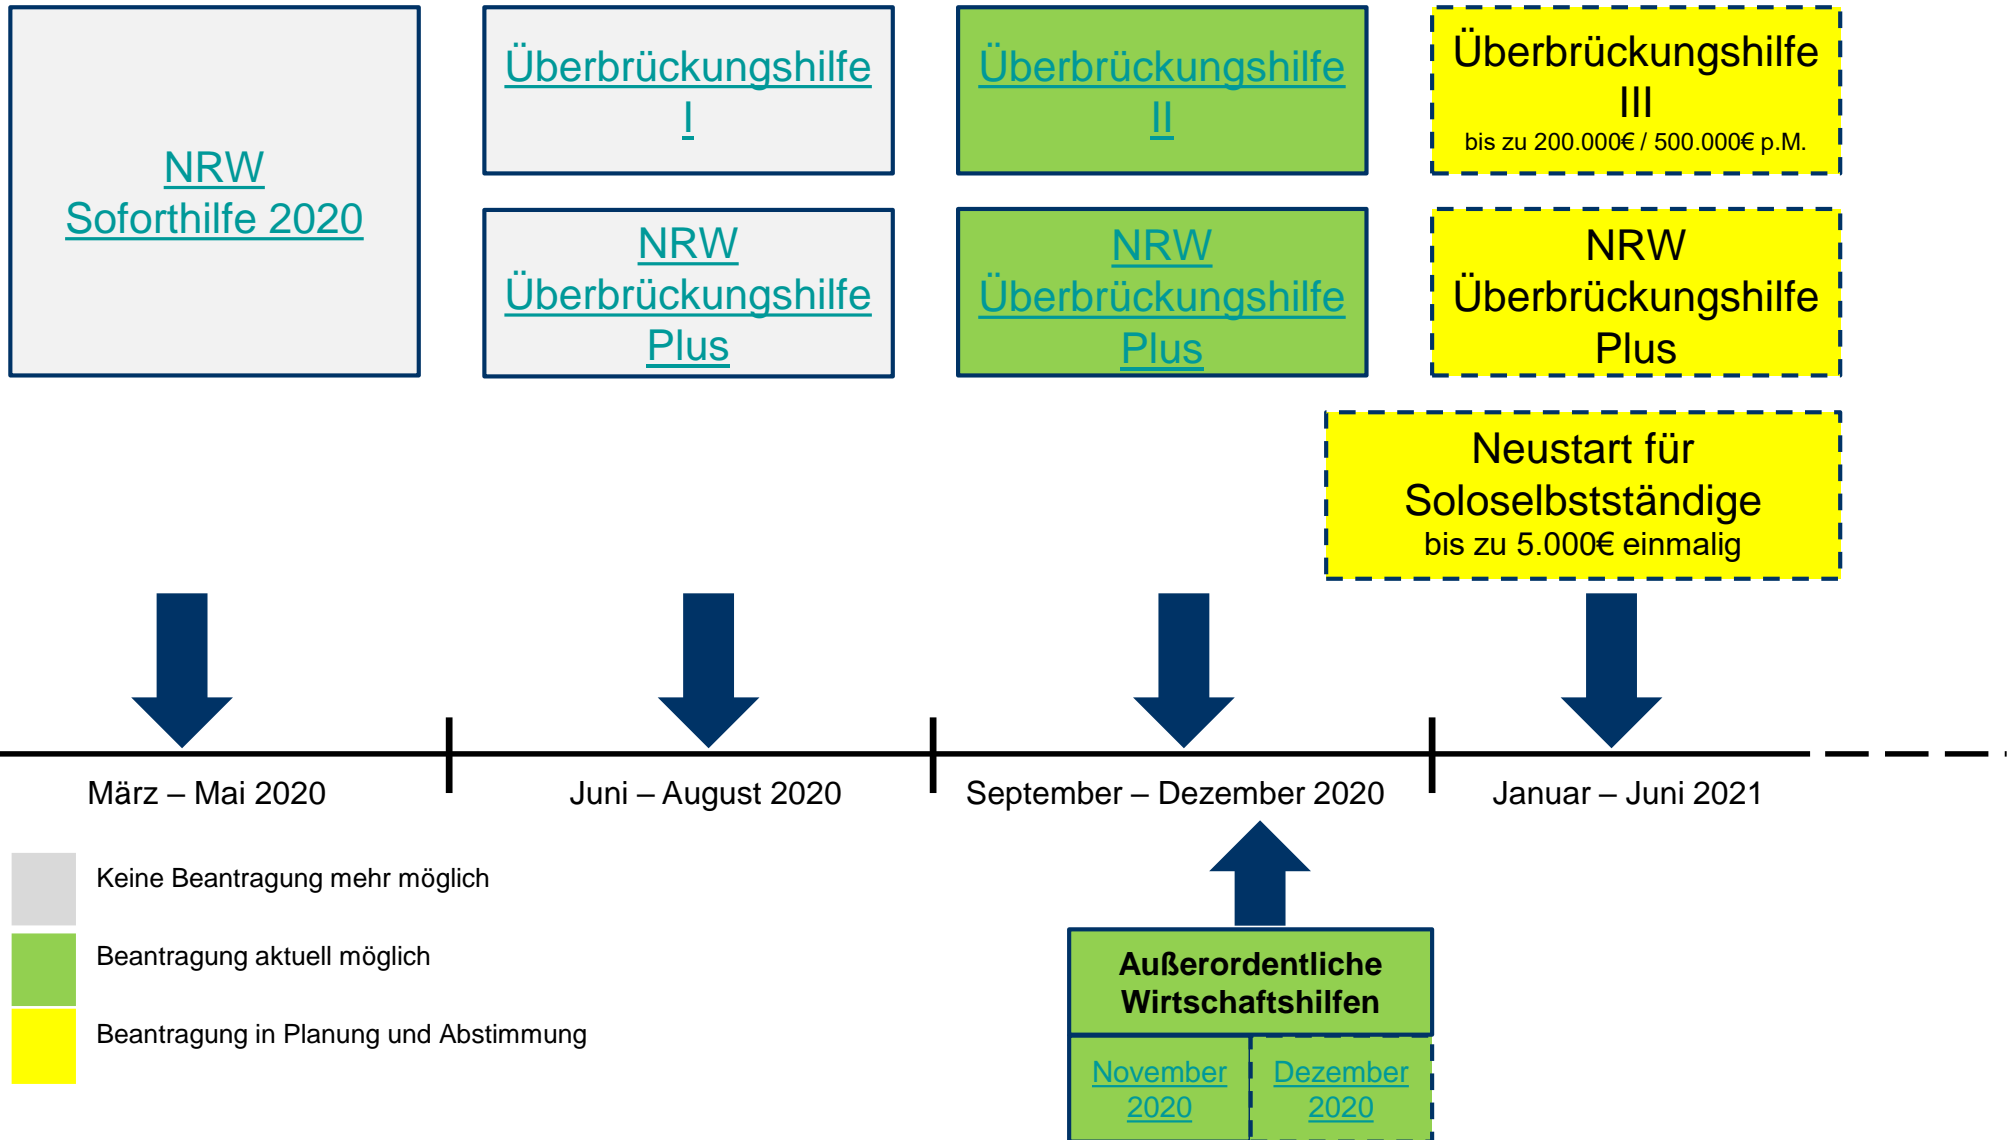 NRW
Soforthilfe 2020
Überbrückungshilfe
I
NRW
Überbrückungshilfe
Plus
Überbrückungshilfe
II
NRW
Überbrückungshilfe
Plus
Überbrückungshilfe
III
bis zu 200.000€ / 500.000€ p.M.
NRW
Überbrückungshilfe
Plus
Neustart für
Soloselbstständige
bis zu 5.000€ einmalig
März – Mai 2020
Juni – August 2020
September – Dezember 2020
Januar – Juni 2021
Keine Beantragung mehr möglich
Beantragung aktuell möglich
Beantragung in Planung und Abstimmung
Außerordentliche
Wirtschaftshilfen
November
2020
Dezember
2020